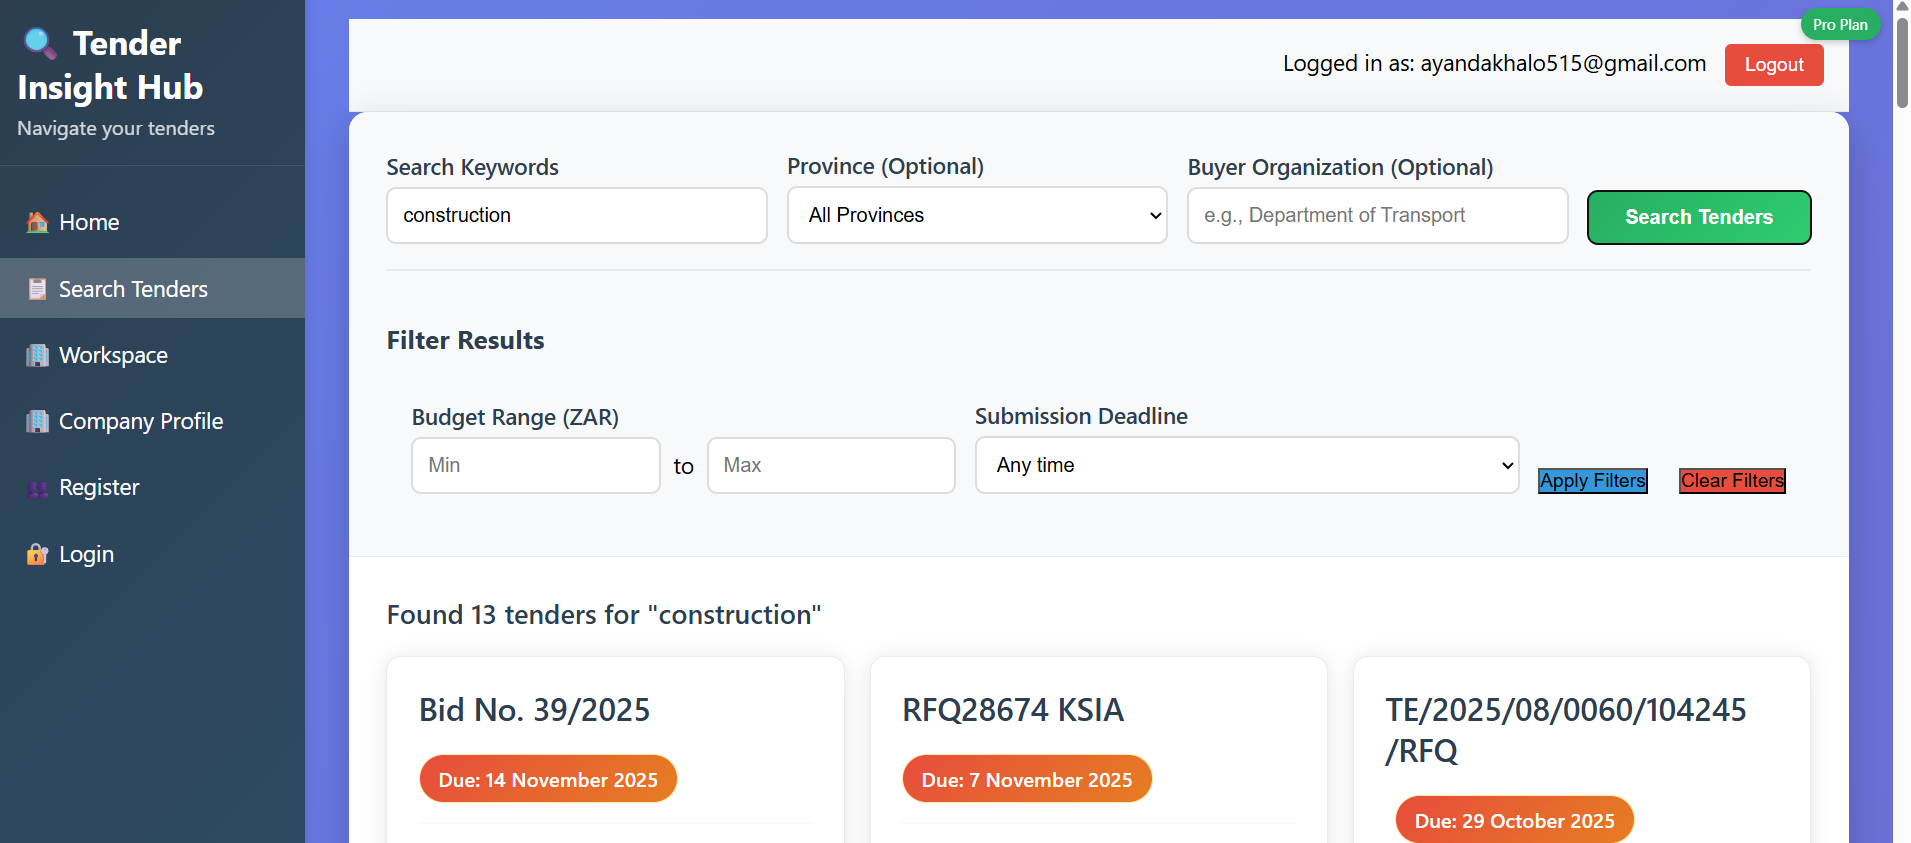 Tender
Insight Hub
Navigate your tenders
Home
Search Tenders
Workspace
Company Profile
Register
Login
Pro Plan
Logged in as: ayandakhalo515@gmail.com
Logout
Search Keywords
construction
Province (Optional)
All Provinces
Buyer Organization (Optional)
e.g., Department of Transport
Search Tenders
Filter Results
Budget Range (ZAR)
Min
to
Max
Submission Deadline
Any time
Apply Filters
Clear Filters
Found 13 tenders for "construction"
Bid No. 39/2025
Due: 14 November 2025
RFQ28674 KSIA
Due: 7 November 2025
TE/2025/08/0060/104245
/RFQ
Due: 29 October 2025